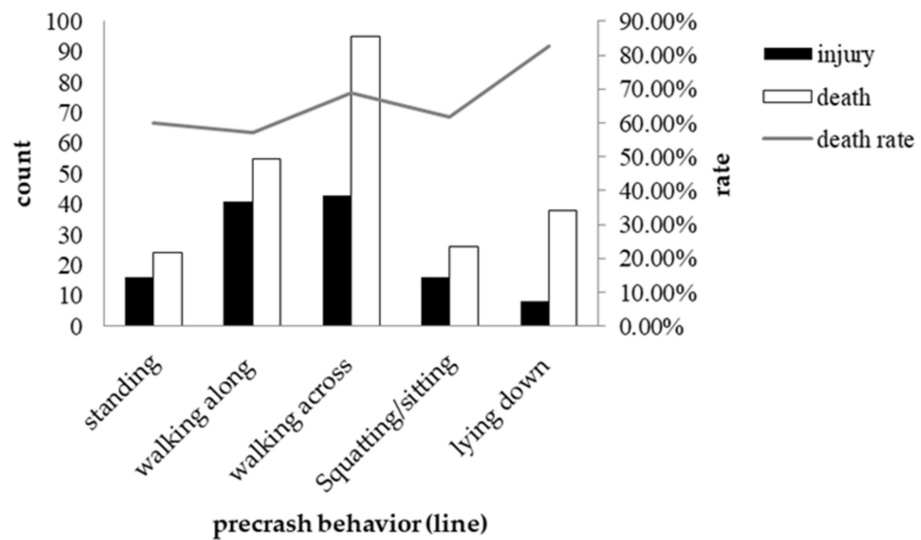 100
90
80
70
60
50
40
30
20
10
0
count
90.00%
80.00%
70.00%
60.00%
50.00%
40.00%
30.00%
20.00%
10.00%
0.00%
rate
injury
death
death rate
standing
walking along
walking across
Squatting/sitting
lying down
precrash behavior (line)